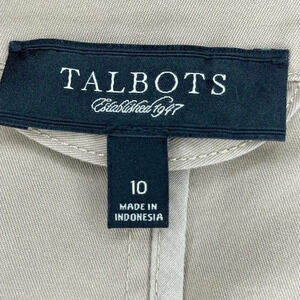 TALBOTS
Established 1947
10
MADE IN
INDONESIA